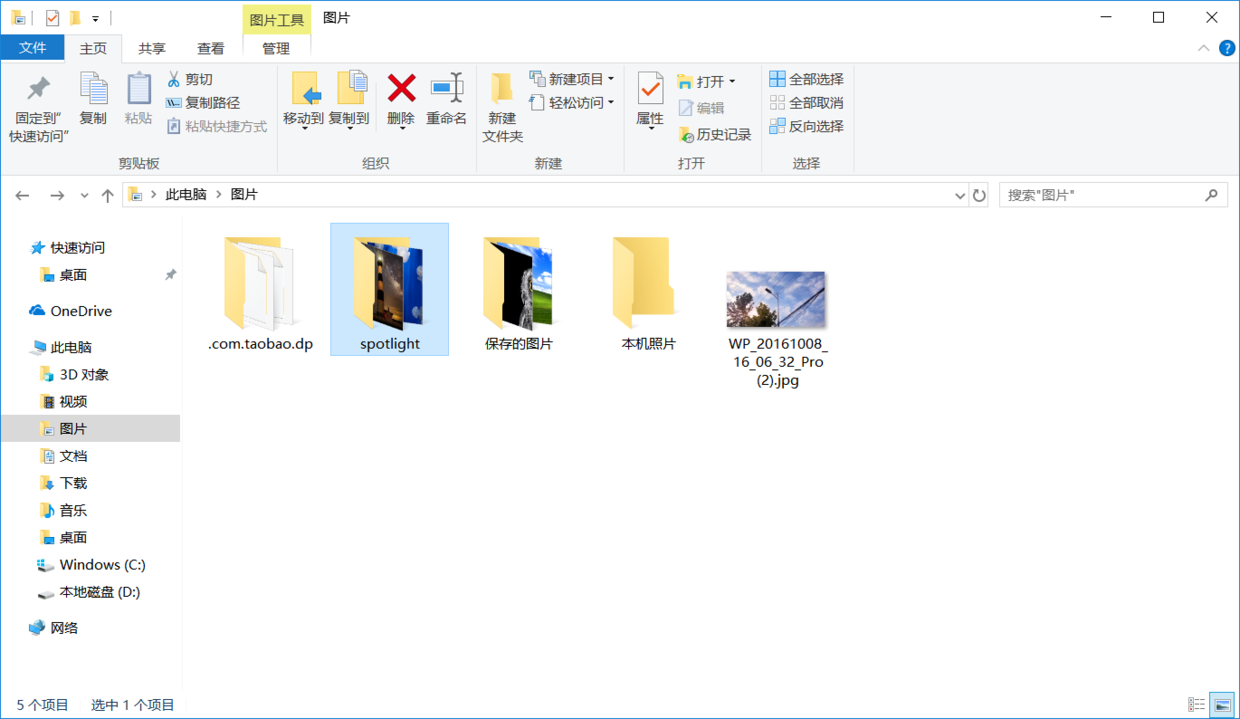 图片工具
图片
文件
主页
共享
查看
管理
固定到"
快速访问"
复制
粘贴
剪切
复制路径
粘贴快捷方式
剪贴板
移动到
复制到
删除
重命名
组织
新建
文件夹
新建项目
轻松访问
新建
属性
打开
编辑
历史记录
打开
全部选择
全部取消
反向选择
选择
此电脑
图片
搜索"图片"
快速访问
桌面
OneDrive
此电脑
3D 对象
视频
图片
文档
下载
音乐
桌面
Windows (C:)
本地磁盘 (D:)
网络
.com.taobao.dp
spotlight
保存的图片
本机照片
WP_20161008_
16_06_32_Pro
(2).jpg
5 个项目
选中 1 个项目